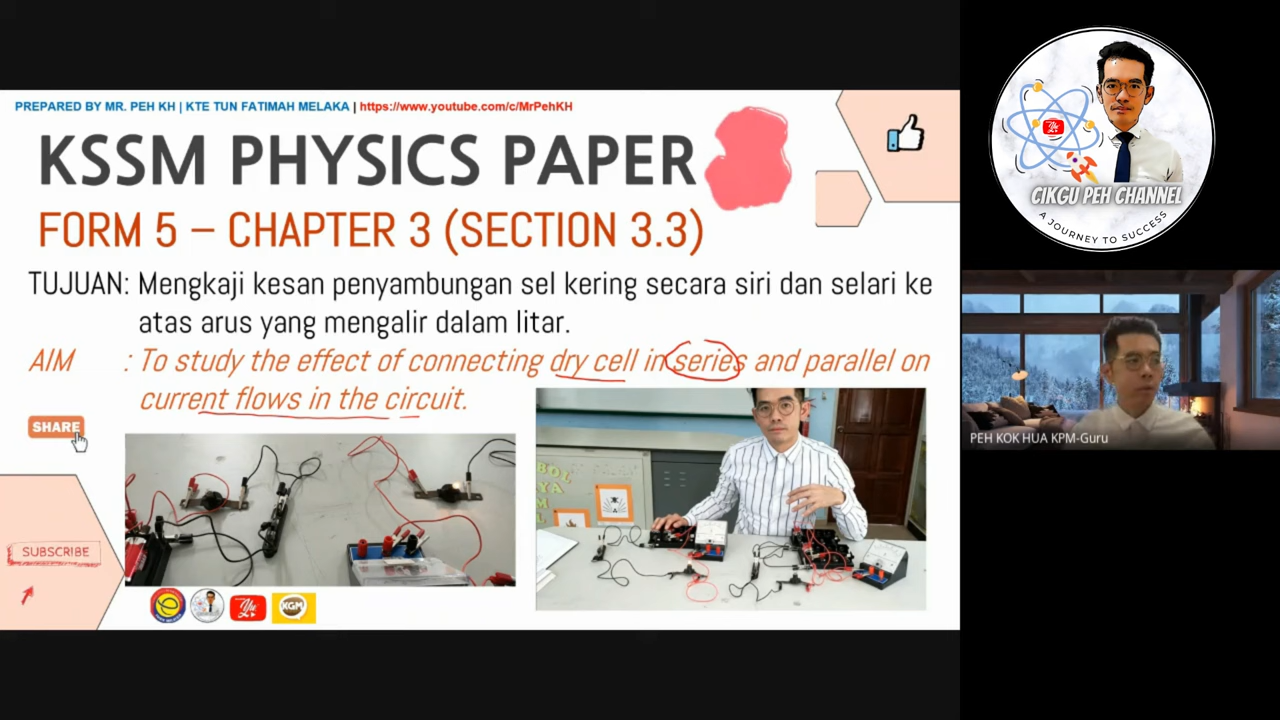 PREPARED BY MR. PEH KH | KTE TUN FATIMAH MELAKA | https://www.youtube.com/c/MrPehKH
KSSM PHYSICS PAPER
FORM 5 – CHAPTER 3 (SECTION 3.3)
TUJUAN: Mengkaji kesan penyambungan sel kering secara siri dan selari ke
atas arus yang mengalir dalam litar.
AIM : To study the effect of connecting dry cell in series and parallel on
current flows in the circuit.
SHARE
SUBSCRIBE
XGM
CIKGU PEH CHANNEL
A JOURNEY TO SUCCESS
PEH KOK HUA KPM-Guru